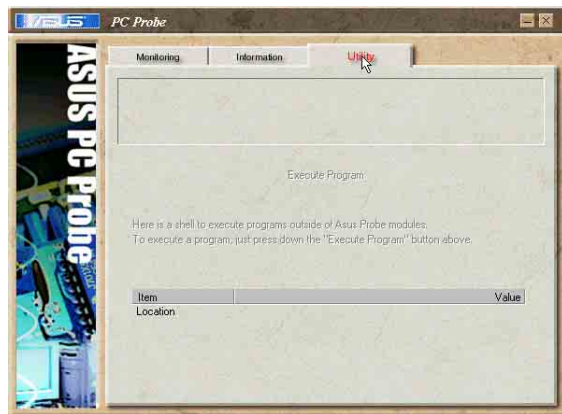 ASUS PC Probe
Monitoring Information Utility
ASUS PC Probe
Execute Program
Here is a shell to execute programs outside of Asus Probe modules.
To execute a program, just press down the "Execute Program" button above.
Item Value
Location